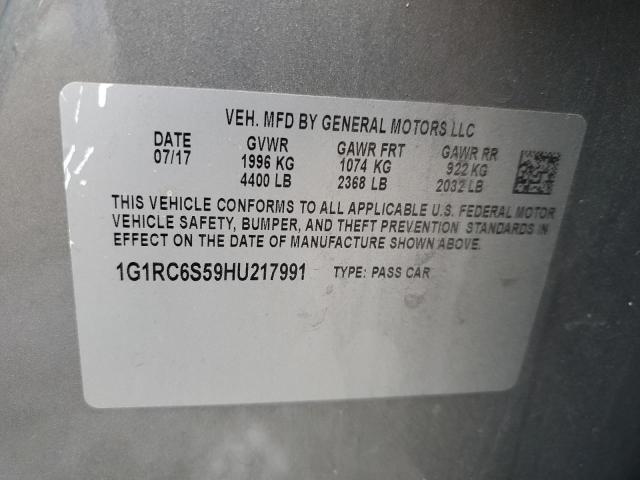 VEH. MFD BY GENERAL MOTORS LLC
DATE GVWR GAWR FRT GAWR RR
07/17 1996 KG 1074 KG 922 KG
4400 LB 2368 LB 2032 LB
THIS VEHICLE CONFORMS TO ALL APPLICABLE U.S. FEDERAL MOTOR
VEHICLE SAFETY, BUMPER, AND THEFT PREVENTION STANDARDS IN
EFFECT ON THE DATE OF MANUFACTURE SHOWN ABOVE.
1G1RC6S59HU217991 TYPE: PASS CAR